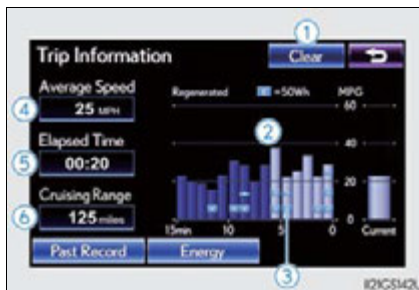 1
Trip Information
Clear
Average Speed
Regenerated
=50Wh
MPG
60
4
25 MPH
2
40
Elapsed Time
5
00:20
20
Cruising Range
6
125 miles
0
15min
10
5
0
Current
Past Record
Energy
3